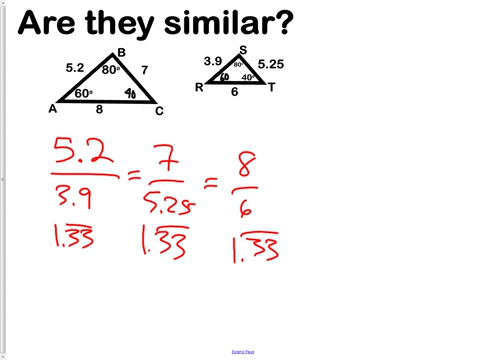 Are they similar?
B
S
5.2 80° 7
3.9 80° 5.25
60° 40
60 40°
A 8 C
R 6 T
5.2/3.9 = 7/5.25 = 8/6
1.33 1.33 1.33
Extend Page